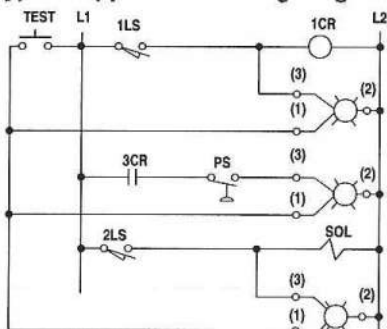 TEST L1 1CR L2
1LS
(3)
(2)
(1)
3CR PS (3)
(2)
(1)
2LS SOL
(3)
(2)
(1)